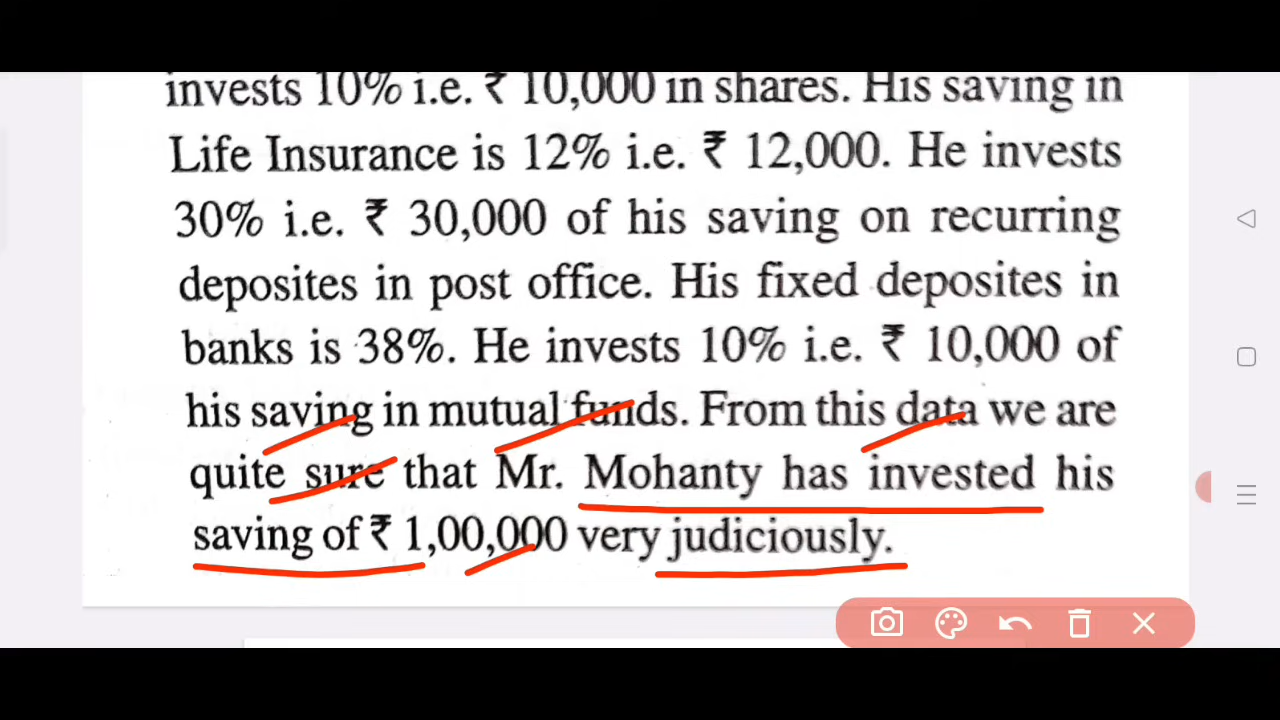 invests 10% i.e. ₹ 10,000 in shares. His saving in
Life Insurance is 12% i.e. ₹ 12,000. He invests
30% i.e. ₹ 30,000 of his saving on recurring
deposites in post office. His fixed deposites in
banks is 38%. He invests 10% i.e. ₹ 10,000 of
his saving in mutual funds. From this data we are
quite sure that Mr. Mohanty has invested his
saving of ₹ 1,00,000 very judiciously.